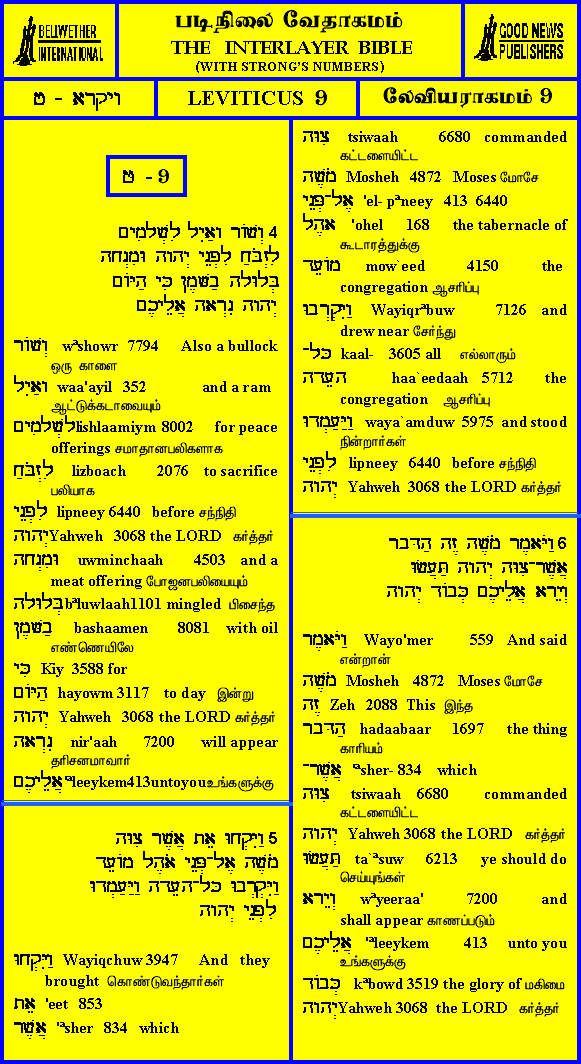 BELLWETHER
INTERNATIONAL
படிநிலை வேதாகமம்
THE INTERLAYER BIBLE
(WITH STRONG'S NUMBERS)
GOOD NEWS
PUBLISHERS
ויקרא - ט
LEVITICUS 9
லேவியராகமம் 9
ט - 9
4 וְשׁוֹר וָאַיִל לִשְׁלָמִים
לִזְבֹּחַ לִפְנֵי יְהוָה וּמִנְחָה
בְּלוּלָה בַשָּׁמֶן כִּי הַיּוֹם
יְהוָה נִרְאָה אֲלֵיכֶם
וְשׁוֹר wªshowr 7794 Also a bullock
ஒரு காளை
וָאַיִל waa'ayil 352 and a ram
ஆட்டுக்கடாவையும்
לִשְׁלָמִים lishlaamiym 8002 for peace
offerings சமாதானபலிகளாக
לִזְבֹּחַ lizboach 2076 to sacrifice
பலியாக
לִפְנֵי lipneey 6440 before சந்நிதி
יְהוָה Yahweh 3068 the LORD கர்த்தர்
וּמִנְחָה uwminchaah 4503 and a
meat offering போஜனபலியையும்
בְּלוּלָה bªluwlaah1101 mingled பிசைந்த
בַשָּׁמֶן bashaamen 8081 with oil
எண்ணெயிலே
כִּי Kiy 3588 for
הַיּוֹם hayowm 3117 to day இன்று
יְהוָה Yahweh 3068 the LORD கர்த்தர்
נִרְאָה nir'aah 7200 will appear
தரிசனமாவார்
אֲלֵיכֶם 'ªleeykem413untoyou உங்களுக்கு
5 וַיִּקְחוּ אֵת אֲשֶׁר צִוָּה
מֹשֶׁה אֶל־פְּנֵי אֹהֶל מוֹעֵד
וַיִּקְרְבוּ כָּל־הָעֵדָה וַיַּעַמְדוּ
לִפְנֵי יְהוָה
וַיִּקְחוּ Wayiqchuw 3947 And they
brought கொண்டுவந்தார்கள்
אֵת 'eet 853
אֲשֶׁר 'ªsher 834 which
צִוָּה tsiwaah 6680 commanded
கட்டளையிட்ட
מֹשֶׁה Mosheh 4872 Moses மோசே
אֶל־פְּנֵי 'el- pªneey 413 6440
אֹהֶל 'ohel 168 the tabernacle of
கூடாரத்துக்கு
מוֹעֵד mow`eed 4150 the
congregation ஆசரிப்பு
וַיִּקְרְבוּ Wayiqrªbuw 7126 and
drew near சேர்ந்து
כָּל־ kaal- 3605 all எல்லாரும்
הָעֵדָה haa`eedaah 5712 the
congregation ஆசரிப்பு
וַיַּעַמְדוּ waya`amduw 5975 and stood
நின்றார்கள்
לִפְנֵי lipneey 6440 before சந்நிதி
יְהוָה Yahweh 3068 the LORD கர்த்தர்
6 וַיֹּאמֶר מֹשֶׁה זֶה הַדָּבָר
אֲשֶׁר־צִוָּה יְהוָה תַּעֲשׂוּ
וְיֵרָא אֲלֵיכֶם כְּבוֹד יְהוָה
וַיֹּאמֶר Wayo'mer 559 And said
என்றான்
מֹשֶׁה Mosheh 4872 Moses மோசே
זֶה Zeh 2088 This இந்த
הַדָּבָר hadaabaar 1697 the thing
காரியம்
אֲשֶׁר־ 'ªsher- 834 which
צִוָּה tsiwaah 6680 commanded
கட்டளையிட்ட
יְהוָה Yahweh 3068 the LORD கர்த்தர்
תַּעֲשׂוּ ta`ªsuw 6213 ye should do
செய்யுங்கள்
וְיֵרָא wªyeeraa' 7200 and
shall appear காணப்படும்
אֲלֵיכֶם 'ªleeykem 413 unto you
உங்களுக்கு
כְּבוֹד kªbowd 3519 the glory of மகிமை
יְהוָה Yahweh 3068 the LORD கர்த்தர்